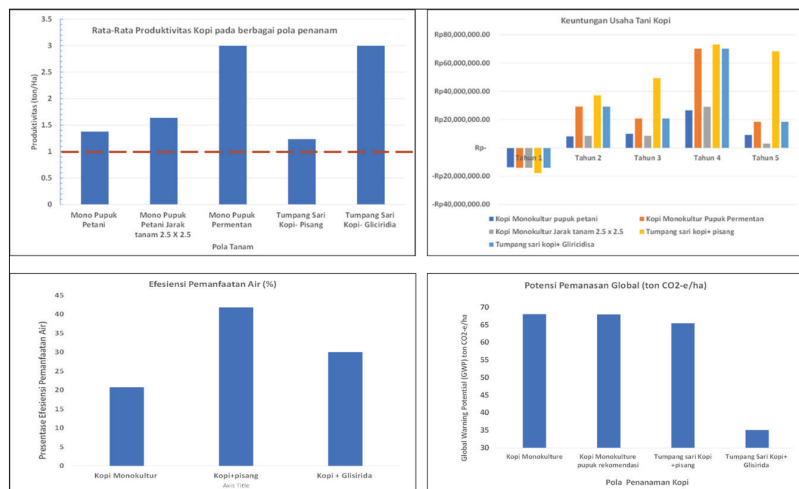 Rata-Rata Produktivitas Kopi pada berbagai pola penanam
Produktivitas (ton/Ha)
3.5
3
2.5
2
1.5
1
0.5
0
Mono Pupuk
Petani
Mono Pupuk
Petani Jarak
tanam 2.5 X 2.5
Mono Pupuk
Permentan
Tumpang Sari
Kopi- Pisang
Tumpang Sari
Kopi- Gliciridia
Pola Tanam
Keuntungan Usaha Tani Kopi
Rp80,000,000.00
Rp60,000,000.00
Rp40,000,000.00
Rp20,000,000.00
Rp-
-Rp20,000,000.00
-Rp40,000,000.00
Tahun 1
Tahun 2
Tahun 3
Tahun 4
Tahun 5
Kopi Monokultur pupuk petani
Kopi Monokultur Pupuk Permentan
Kopi Monokultur Jarak tanam 2.5 x 2.5
Tumpang sari kopi+ pisang
Tumpang sari kopi+ Gliricidisa
Efesiensi Pemanfaatan Air (%)
Presentase Efesiensi Pemanfaatan Air)
45
40
35
30
25
20
15
10
5
0
Kopi Monokultur
Kopi+pisang
Kopi + Glisirida
Axis Title
Potensi Pemanasan Global (ton CO2-e/ha)
Global Warning Potential (GWP) ton CO2-e/ha
70
65
60
55
50
45
40
35
30
Kopi Monokulture
Kopi Monokulture
pupuk rekomendasi
Tumpang sari Kopi
+pisang
Tumpang Sari Kopi+
Glisirida
Pola Penanaman Kopi